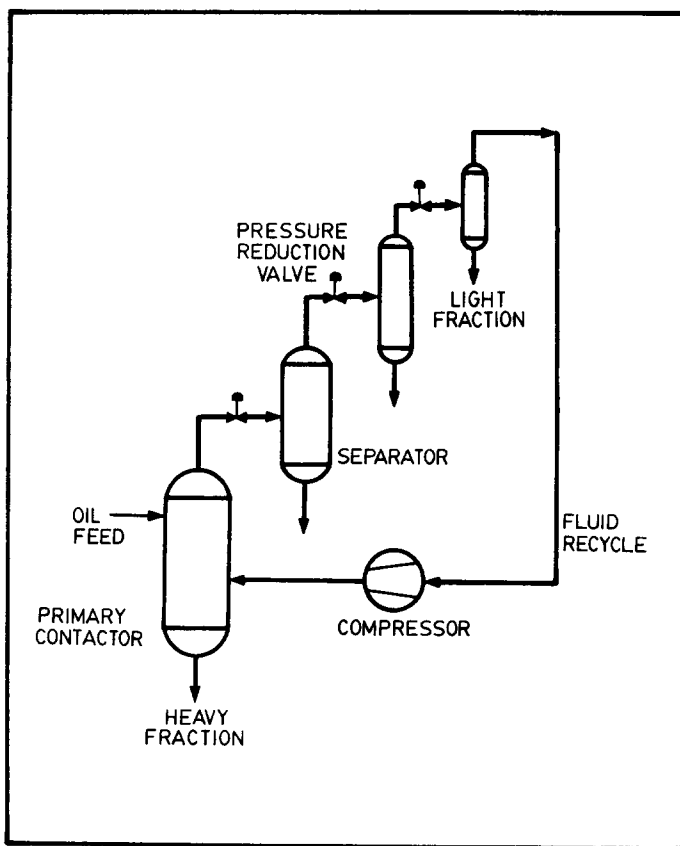 PRESSURE
REDUCTION
VALVE
LIGHT
FRACTION
SEPARATOR
OIL
FEED
FLUID
RECYCLE
PRIMARY
CONTACTOR
COMPRESSOR
HEAVY
FRACTION